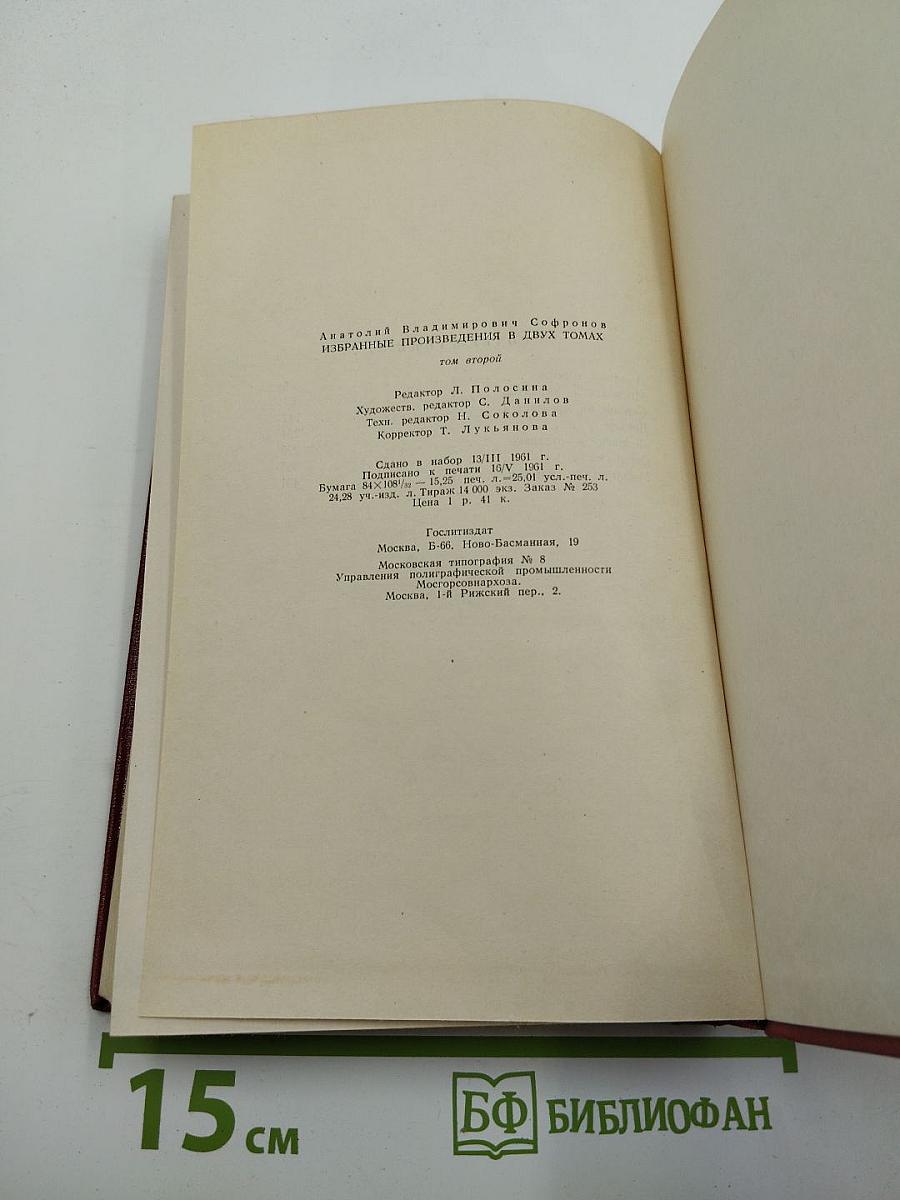 Анатолий Владимирович Софронов
ИЗБРАННЫЕ ПРОИЗВЕДЕНИЯ В ДВУХ ТОМАХ
том второй
Редактор Л. Полосина
Художеств. редактор С. Данилов
Техн. редактор Н. Соколова
Корректор Т. Лукьянова
Сдано в набор 13/III 1961 г.
Подписано к печати 16/V 1961 г.
Бумага 84×108¹/₃₂ — 15,25 печ. л.=25,01 усл.-печ. л.
24,28 уч.-изд. л. Тираж 14 000 экз. Заказ № 253
Цена 1 р. 41 к.
Гослитиздат
Москва, Б-66, Ново-Басманная, 19
Московская типография № 8
Управления полиграфической промышленности
Мосгорсовнархоза.
Москва, 1-й Рижский пер., 2.
15 см
БФ БИБЛИОФАН